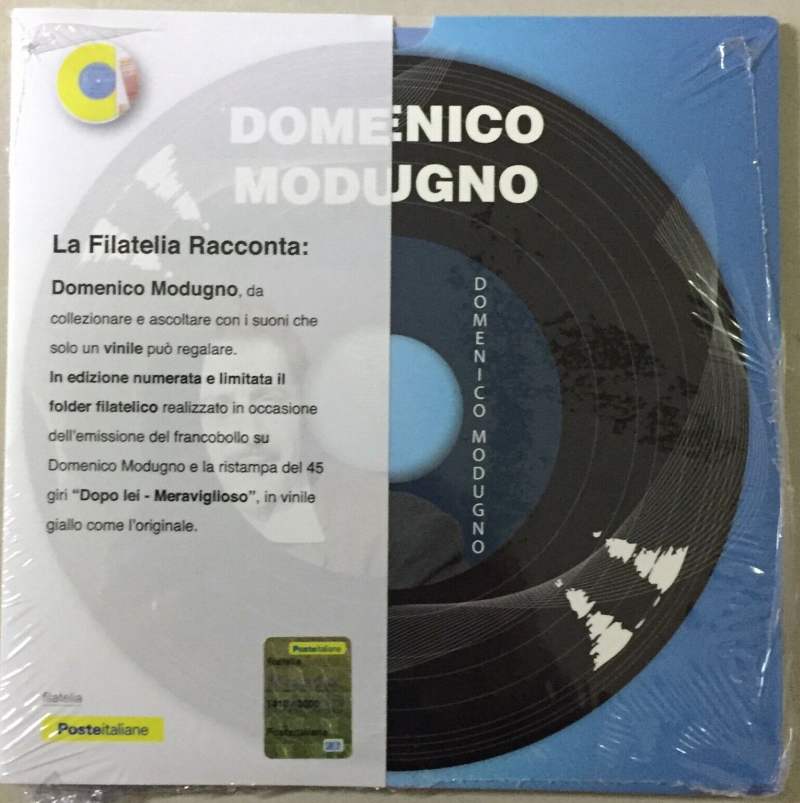 DOMENICO
MODUGNO
La Filatelia Racconta:
Domenico Modugno, da
collezionare e ascoltare con i suoni che
solo un vinile può regalare.
In edizione numerata e limitata il
folder filatelico realizzato in occasione
dell'emissione del francobollo su
Domenico Modugno e la ristampa del 45
giri "Dopo lei - Meraviglioso", in vinile
giallo come l'originale.
DOMENICO MODUGNO
filatelia
Posteitaliane
Posteitaliane
filatelia
Posteitaliane